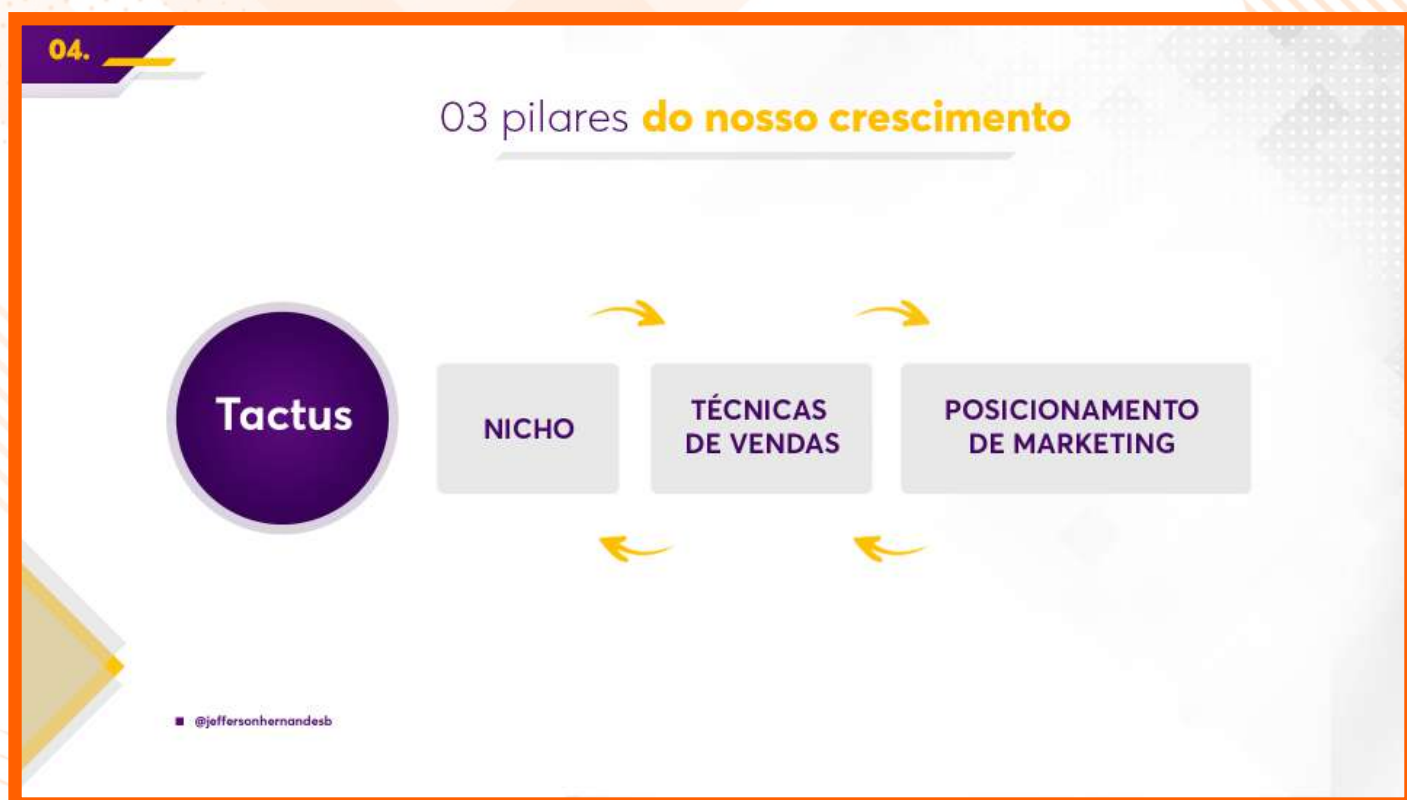 04.
03 pilares do nosso crescimento
Tactus
NICHO
TÉCNICAS
DE VENDAS
POSICIONAMENTO
DE MARKETING
@jeffersonhernandesb